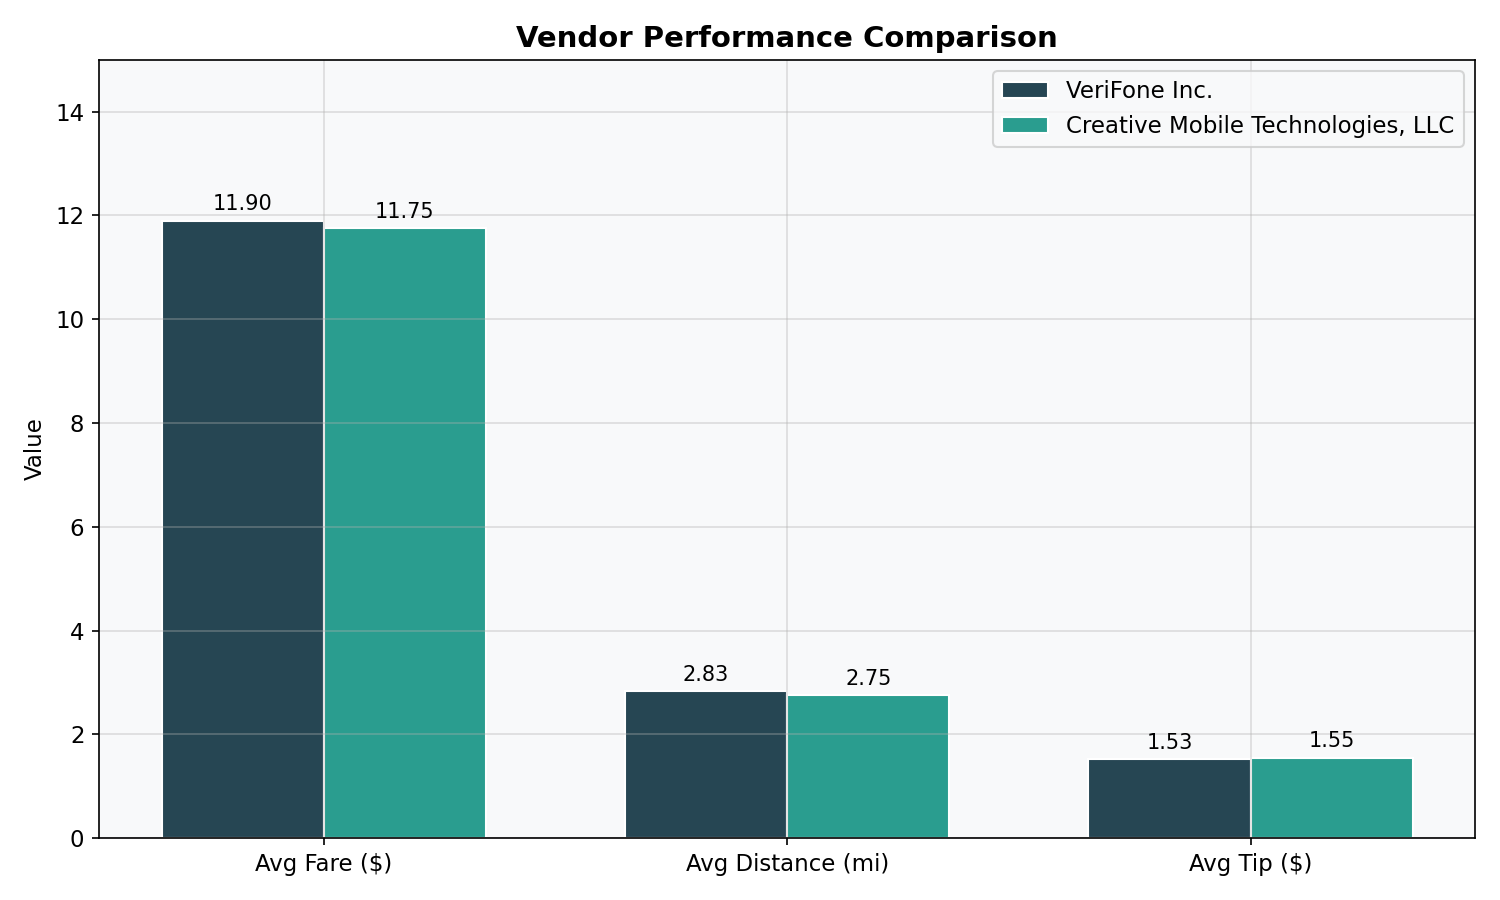 Vendor Performance Comparison
VeriFone Inc.
Creative Mobile Technologies, LLC
14
12
10
8
6
4
2
0
Value
11.90
11.75
2.83
2.75
1.53
1.55
Avg Fare ($)
Avg Distance (mi)
Avg Tip ($)